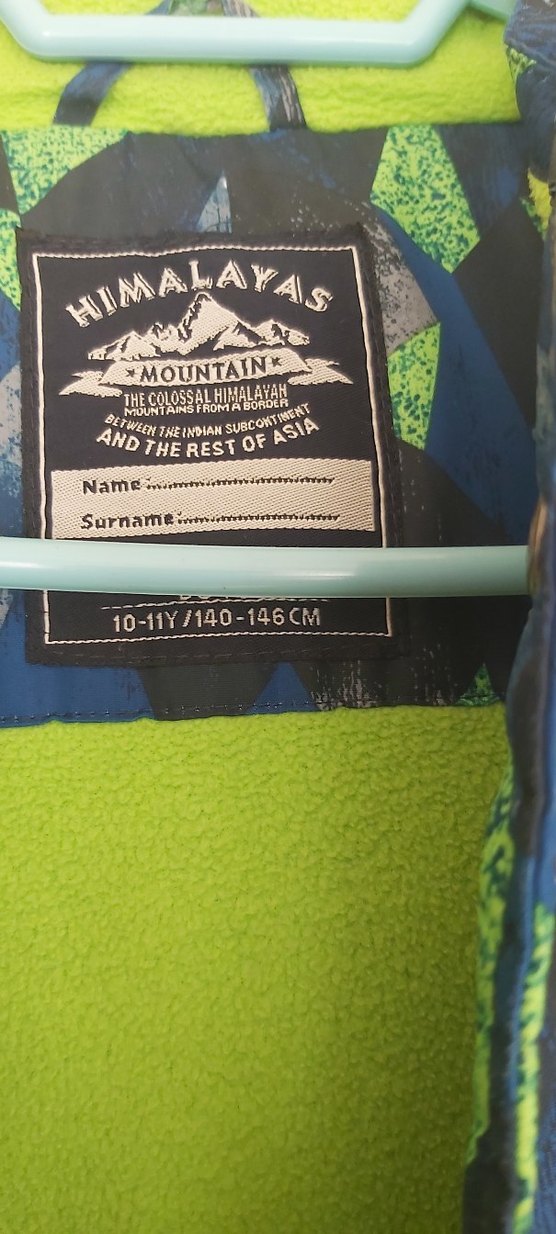 HIMALAYAS
MOUNTAIN
THE COLOSSAL HIMALAYAН
MOUNTAINS FROM A BORDER
BETWEEN THE INDIAN SUBCONTINENT
AND THE REST OF ASIA
Name
Surname
10-11Y/140-146CM